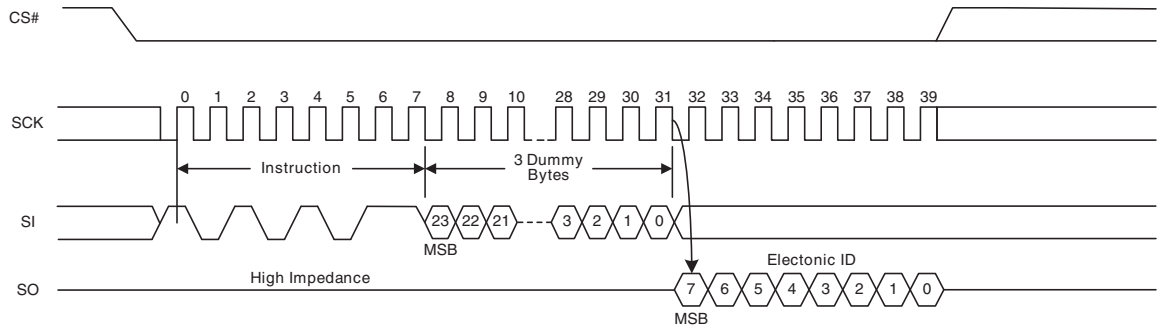 CS#
0 1 2 3 4 5 6 7 8 9 10 28 29 30 31 32 33 34 35 36 37 38 39
SCK
Instruction
3 Dummy
Bytes
SI
23 22 21 3 2 1 0
MSB
High Impedance
Electonic ID
SO
7 6 5 4 3 2 1 0
MSB